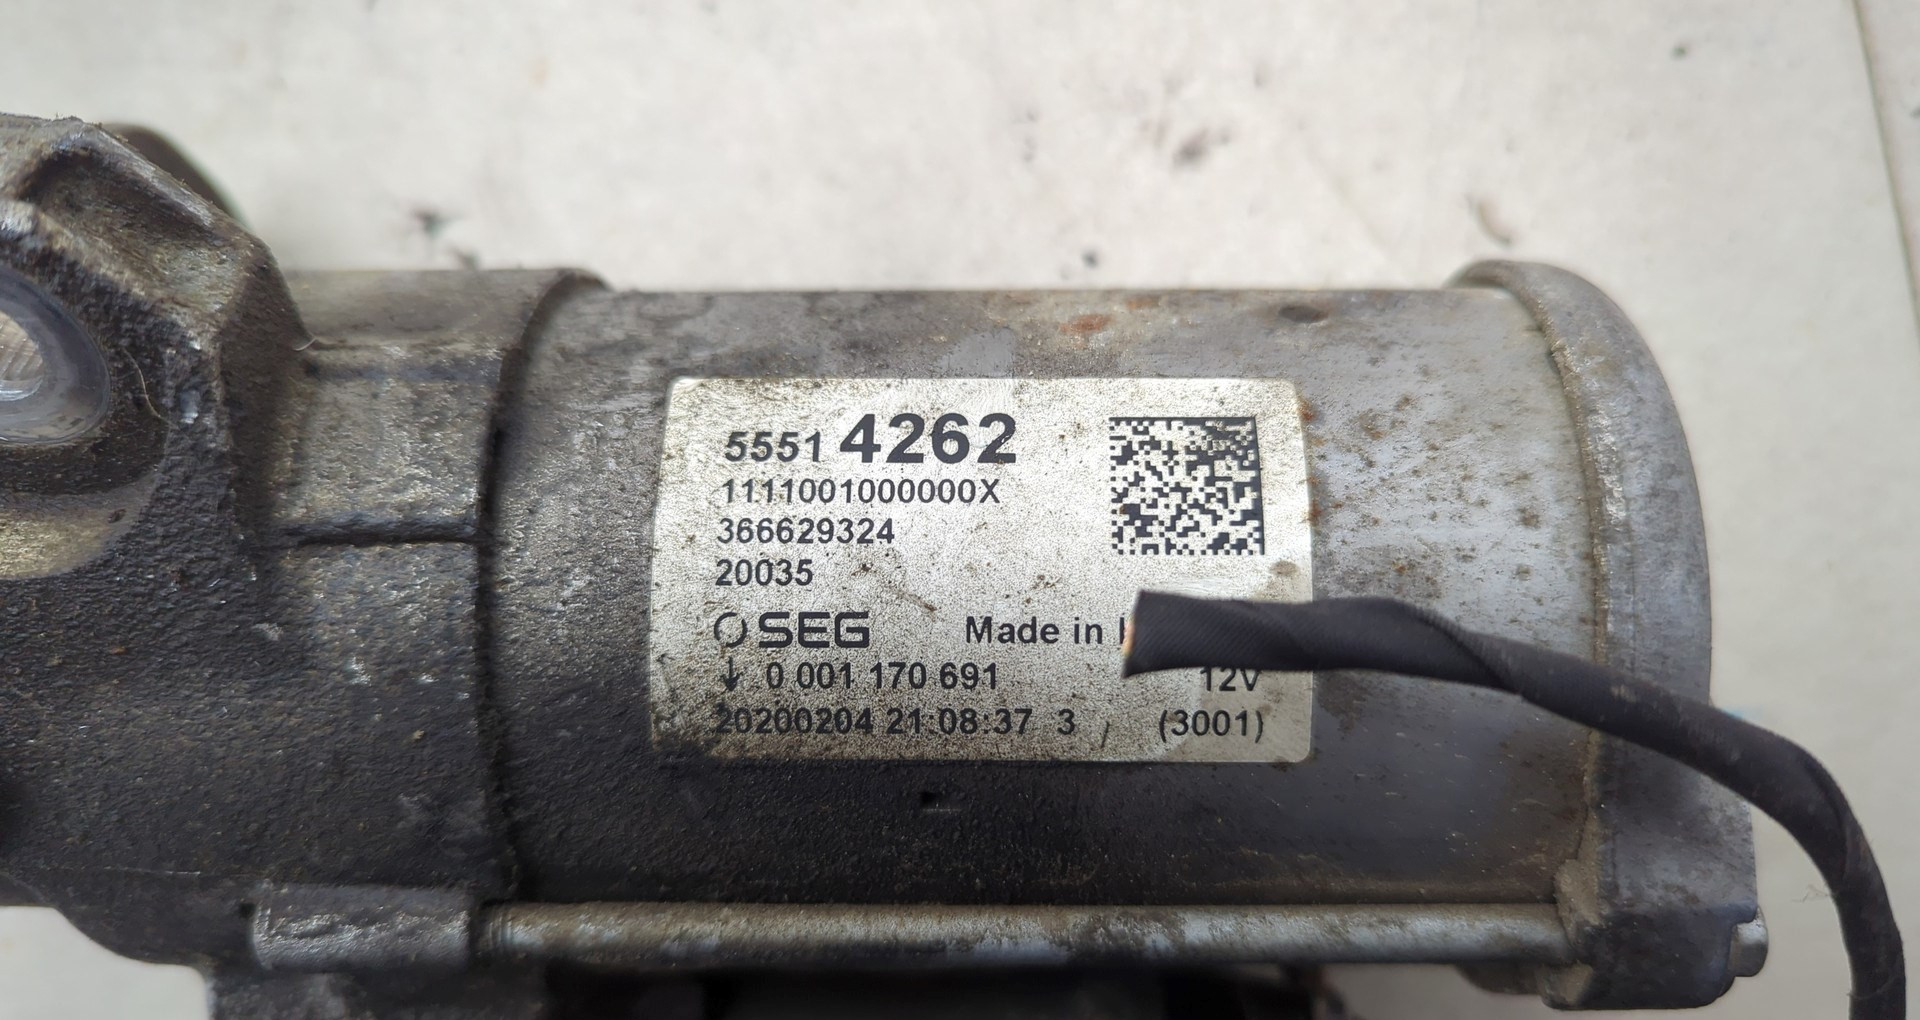 5551 4262
1111001000000X
366629324
20035
SEG Made in
↓ 0 001 170 691 12V
20200204 21:08:37 3 (3001)